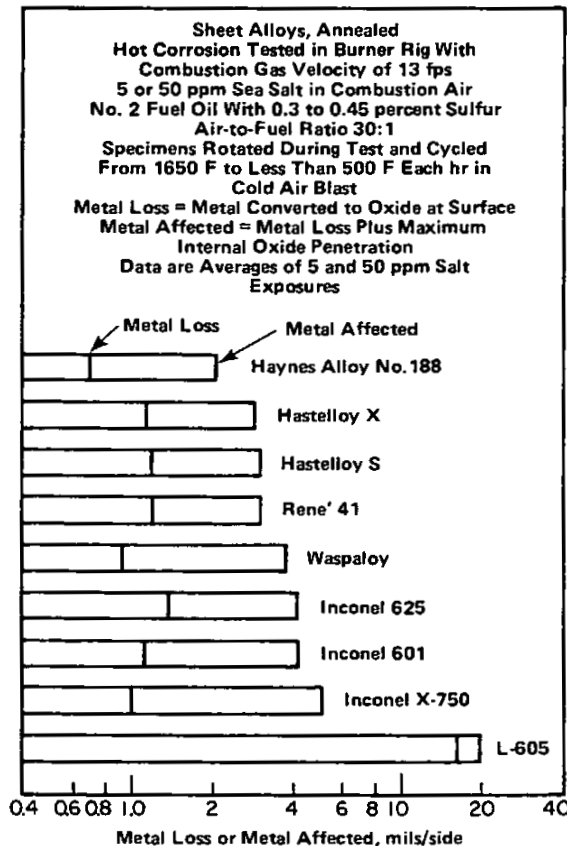 Sheet Alloys, Annealed
Hot Corrosion Tested in Burner Rig With
Combustion Gas Velocity of 13 fps
5 or 50 ppm Sea Salt in Combustion Air
No. 2 Fuel Oil With 0.3 to 0.45 percent Sulfur
Air-to-Fuel Ratio 30:1
Specimens Rotated During Test and Cycled
From 1650 F to Less Than 500 F Each hr in
Cold Air Blast
Metal Loss = Metal Converted to Oxide at Surface
Metal Affected = Metal Loss Plus Maximum
Internal Oxide Penetration
Data are Averages of 5 and 50 ppm Salt
Exposures
Metal Loss Metal Affected
Haynes Alloy No. 188
Hastelloy X
Hastelloy S
Rene' 41
Waspaloy
Inconel 625
Inconel 601
Inconel X-750
L-605
0.4 0.6 0.8 1.0 2 4 6 8 10 20 40
Metal Loss or Metal Affected, mils/side